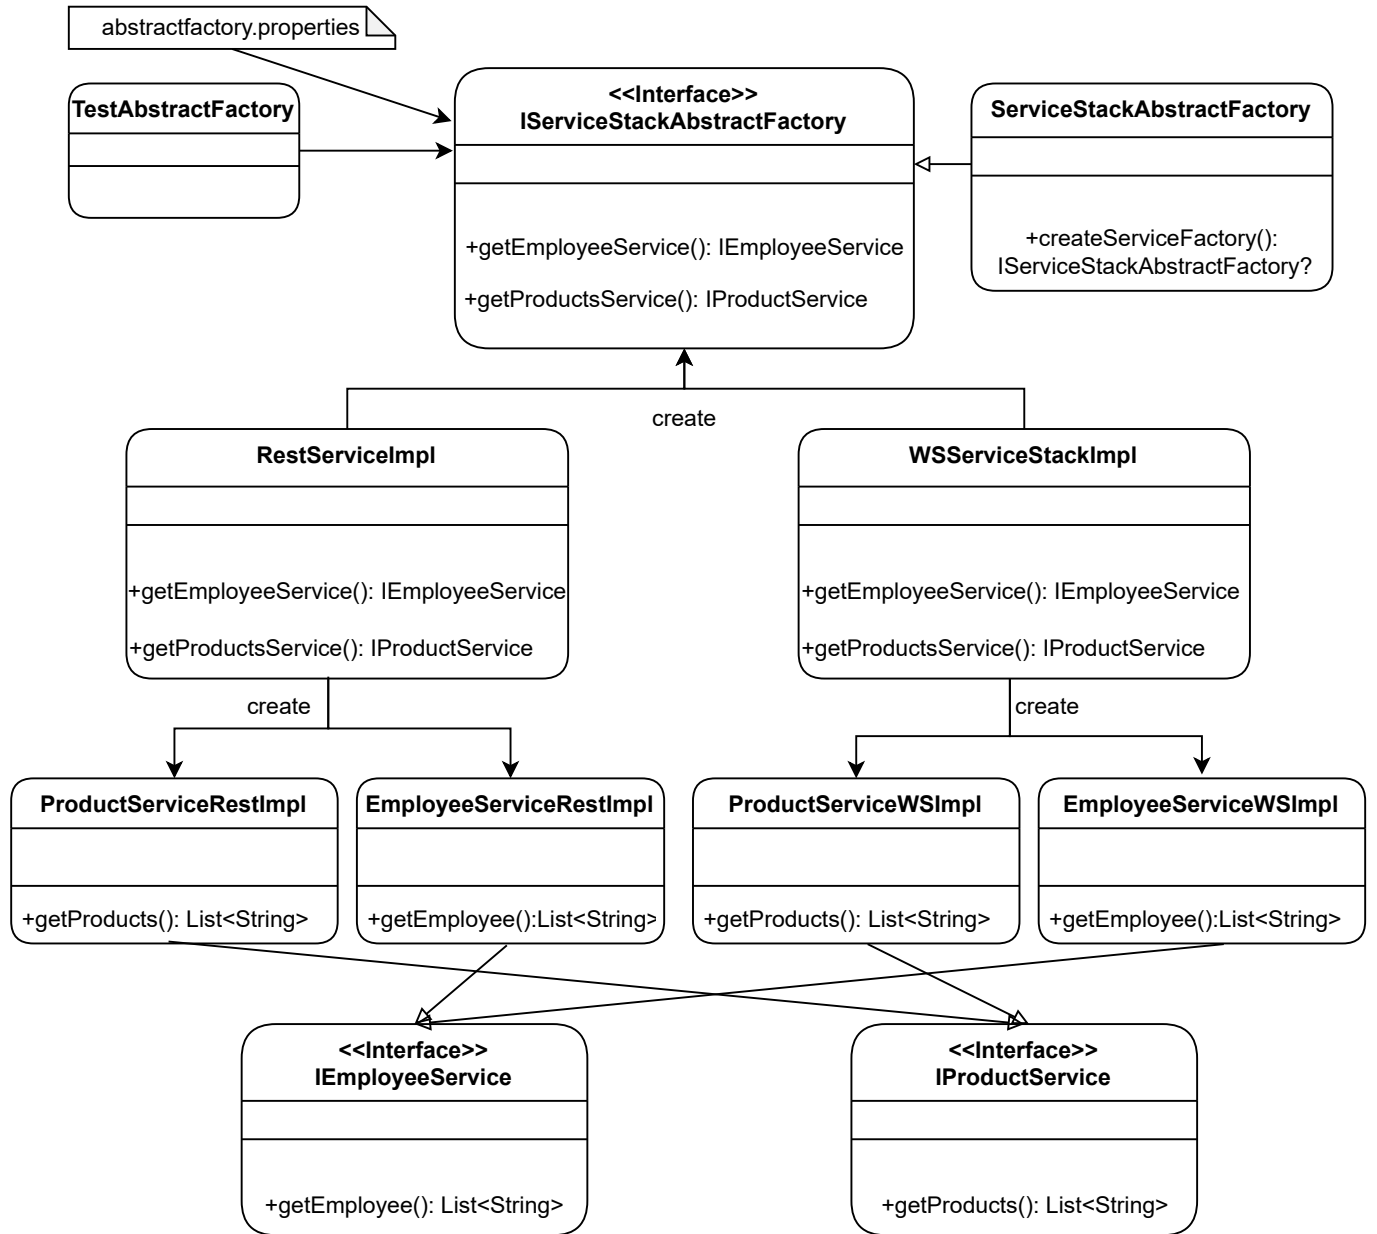 abstractfactory.properties
TestAbstractFactory
<<Interface>>
IServiceStackAbstractFactory
+getEmployeeService(): IEmployeeService
+getProductsService(): IProductService
ServiceStackAbstractFactory
+createServiceFactory():
IServiceStackAbstractFactory?
create
RestServiceImpl
+getEmployeeService(): IEmployeeService
+getProductsService(): IProductService
WSServiceStackImpl
+getEmployeeService(): IEmployeeService
+getProductsService(): IProductService
create
create
ProductServiceRestImpl
+getProducts(): List<String>
EmployeeServiceRestImpl
+getEmployee():List<String>
ProductServiceWSImpl
+getProducts(): List<String>
EmployeeServiceWSImpl
+getEmployee():List<String>
<<Interface>>
IEmployeeService
+getEmployee(): List<String>
<<Interface>>
IProductService
+getProducts(): List<String>